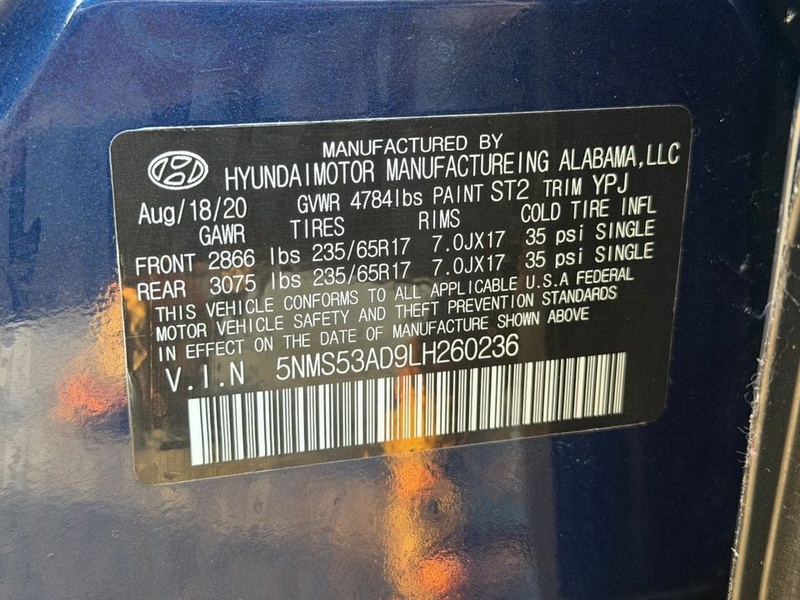 MANUFACTURED BY
HYUNDAI MOTOR MANUFACTUREING ALABAMA, LLC
Aug/18/20 GVWR 4784lbs PAINT ST2 TRIM YPJ
GAWR TIRES RIMS COLD TIRE INFL
FRONT 2866 lbs 235/65R17 7.0JX17 35 psi SINGLE
REAR 3075 lbs 235/65R17 7.0JX17 35 psi SINGLE
THIS VEHICLE CONFORMS TO ALL APPLICABLE U.S.A FEDERAL
MOTOR VEHICLE SAFETY AND THEFT PREVENTION STANDARDS
IN EFFECT ON THE DATE OF MANUFACTURE SHOWN ABOVE
V.I.N 5NMS53AD9LH260236